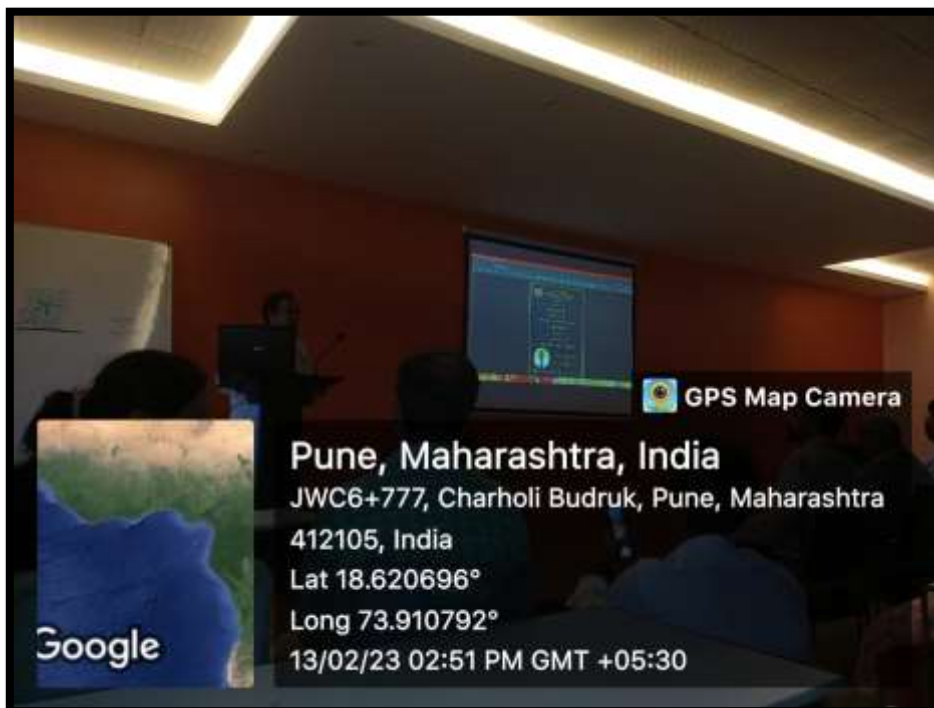 GPS Map Camera
Pune, Maharashtra, India
JWC6+777, Charholi Budruk, Pune, Maharashtra
412105, India
Lat 18.620696°
Long 73.910792°
13/02/23 02:51 PM GMT +05:30
Google